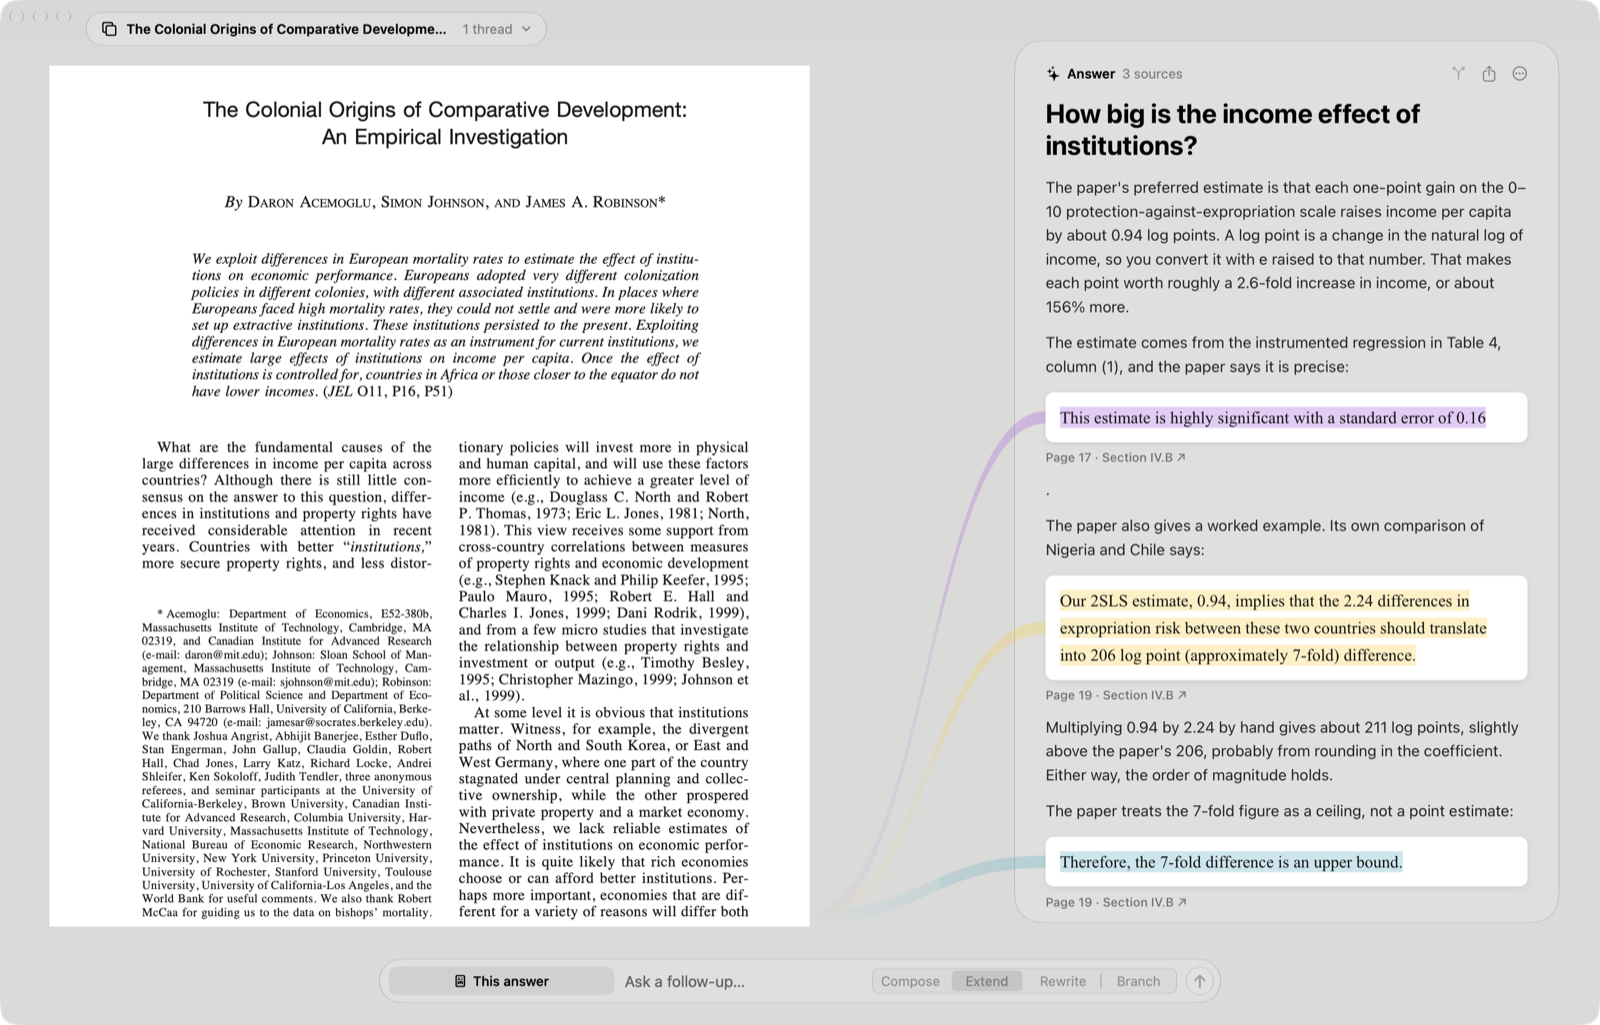 The Colonial Origins of Comparative Developme... 1 thread
The Colonial Origins of Comparative Development:
An Empirical Investigation
By DARON ACEMOGLU, SIMON JOHNSON, AND JAMES A. ROBINSON*
We exploit differences in European mortality rates to estimate the effect of institu-
tions on economic performance. Europeans adopted very different colonization
policies in different colonies, with different associated institutions. In places where
Europeans faced high mortality rates, they could not settle and were more likely to
set up extractive institutions. These institutions persisted to the present. Exploiting
differences in European mortality rates as an instrument for current institutions, we
estimate large effects of institutions on income per capita. Once the effect of
institutions is controlled for, countries in Africa or those closer to the equator do not
have lower incomes. (JEL O11, P16, P51)
What are the fundamental causes of the
large differences in income per capita across
countries? Although there is still little con-
sensus on the answer to this question, differ-
ences in institutions and property rights have
received considerable attention in recent
years. Countries with better “institutions,”
more secure property rights, and less distor-
* Acemoglu: Department of Economics, E52-380b,
Massachusetts Institute of Technology, Cambridge, MA
02319, and Canadian Institute for Advanced Research
(e-mail: daron@mit.edu); Johnson: Sloan School of Man-
agement, Massachusetts Institute of Technology, Cam-
bridge, MA 02319 (e-mail: sjohnson@mit.edu); Robinson:
Department of Political Science and Department of Eco-
nomics, 210 Barrows Hall, University of California, Berke-
ley, CA 94720 (e-mail: jamesar@socrates.berkeley.edu).
We thank Joshua Angrist, Abhijit Banerjee, Esther Duflo,
Stan Engerman, John Gallup, Claudia Goldin, Robert
Hall, Chad Jones, Larry Katz, Richard Locke, Andrei
Shleifer, Ken Sokoloff, Judith Tendler, three anonymous
referees, and seminar participants at the University of
California-Berkeley, Brown University, Canadian Insti-
tute for Advanced Research, Columbia University, Har-
vard University, Massachusetts Institute of Technology,
National Bureau of Economic Research, Northwestern
University, New York University, Princeton University,
University of Rochester, Stanford University, Toulouse
University, University of California-Los Angeles, and the
World Bank for useful comments. We also thank Robert
McCaa for guiding us to the data on bishops’ mortality.
tionary policies will invest more in physical
and human capital, and will use these factors
more efficiently to achieve a greater level of
income (e.g., Douglass C. North and Robert
P. Thomas, 1973; Eric L. Jones, 1981; North,
1981). This view receives some support from
cross-country correlations between measures
of property rights and economic development
(e.g., Stephen Knack and Philip Keefer, 1995;
Paulo Mauro, 1995; Robert E. Hall and
Charles I. Jones, 1999; Dani Rodrik, 1999),
and from a few micro studies that investigate
the relationship between property rights and
investment or output (e.g., Timothy Besley,
1995; Christopher Mazingo, 1999; Johnson et
al., 1999).
At some level it is obvious that institutions
matter. Witness, for example, the divergent
paths of North and South Korea, or East and
West Germany, where one part of the country
stagnated under central planning and collec-
tive ownership, while the other prospered
with private property and a market economy.
Nevertheless, we lack reliable estimates of
the effect of institutions on economic perfor-
mance. It is quite likely that rich economies
choose or can afford better institutions. Per-
haps more important, economies that are dif-
ferent for a variety of reasons will differ both
Answer 3 sources
How big is the income effect of
institutions?
The paper's preferred estimate is that each one-point gain on the 0–
10 protection-against-expropriation scale raises income per capita
by about 0.94 log points. A log point is a change in the natural log of
income, so you convert it with e raised to that number. That makes
each point worth roughly a 2.6-fold increase in income, or about
156% more.
The estimate comes from the instrumented regression in Table 4,
column (1), and the paper says it is precise:
This estimate is highly significant with a standard error of 0.16
Page 17 · Section IV.B ↗
.
The paper also gives a worked example. Its own comparison of
Nigeria and Chile says:
Our 2SLS estimate, 0.94, implies that the 2.24 differences in
expropriation risk between these two countries should translate
into 206 log point (approximately 7-fold) difference.
Page 19 · Section IV.B ↗
Multiplying 0.94 by 2.24 by hand gives about 211 log points, slightly
above the paper's 206, probably from rounding in the coefficient.
Either way, the order of magnitude holds.
The paper treats the 7-fold figure as a ceiling, not a point estimate:
Therefore, the 7-fold difference is an upper bound.
Page 19 · Section IV.B ↗
This answer Ask a follow-up... Compose Extend Rewrite | Branch